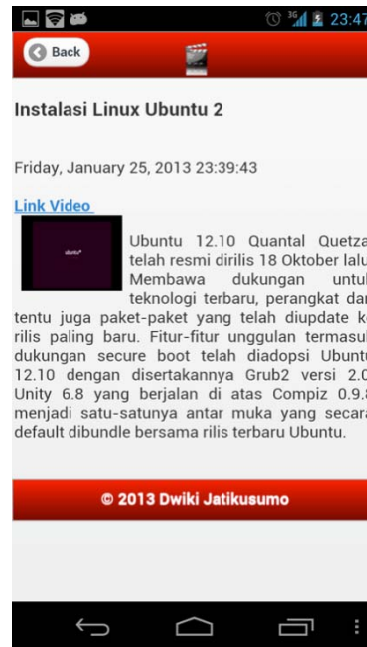 36 23:47
Back
Instalasi Linux Ubuntu 2
Friday, January 25, 2013 23:39:43
Link Video
ubuntu
Ubuntu 12.10 Quantal Quetza
telah resmi dirilis 18 Oktober lalu
Membawa dukungan untu
teknologi terbaru, perangkat dan
tentu juga paket-paket yang telah diupdate ke
rilis paling baru. Fitur-fitur unggulan termasu
dukungan secure boot telah diadopsi Ubuntu
12.10 dengan disertakannya Grub2 versi 2.0
Unity 6.8 yang berjalan di atas Compiz 0.9.8
menjadi satu-satunya antar muka yang secara
default dibundle bersama rilis terbaru Ubuntu.
© 2013 Dwiki Jatikusumo